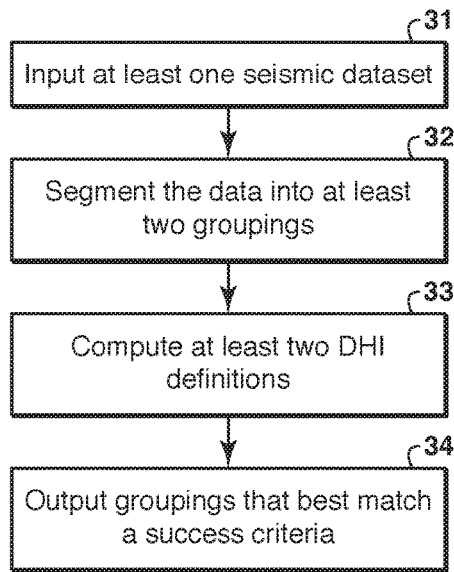 31
Input at least one seismic dataset
32
Segment the data into at least
two groupings
33
Compute at least two DHI
definitions
34
Output groupings that best match
a success criteria